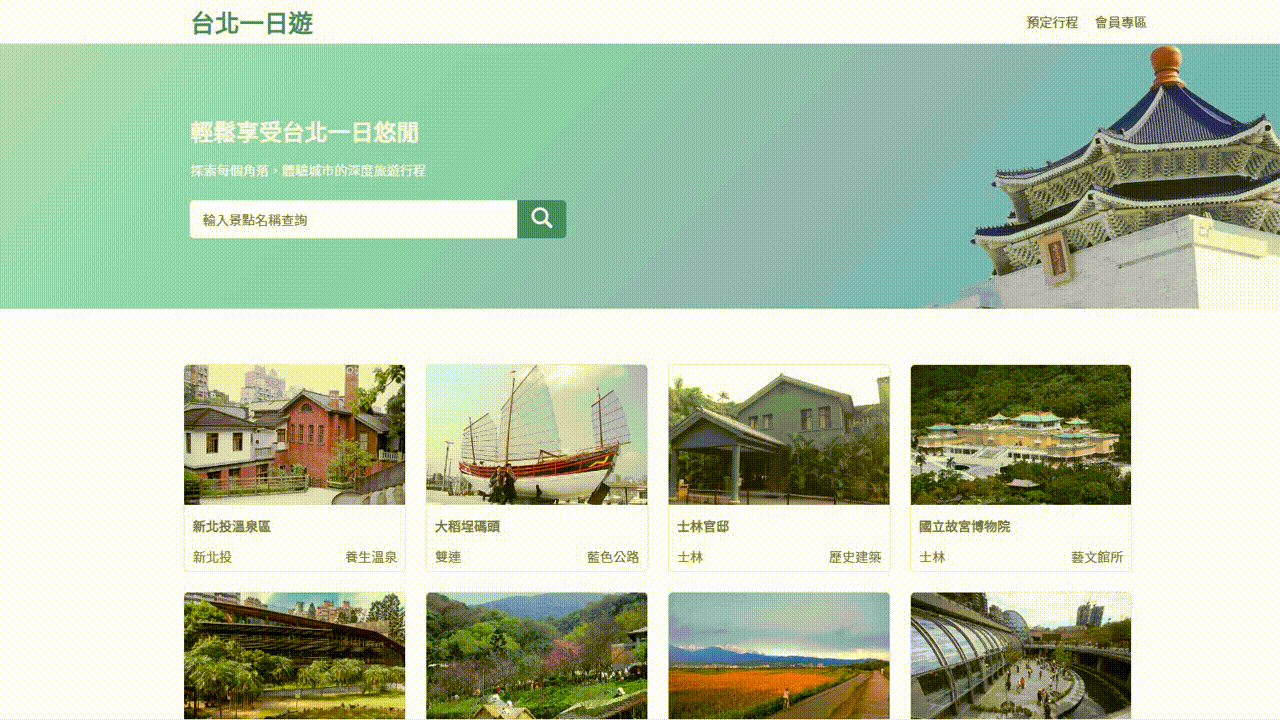 台北一日遊
預定行程 會員專區
輕鬆享受台北一日悠閒
探索每個角落，體驗城市的深度旅遊行程
輸入景點名稱查詢
新北投溫泉區
新北投 養生溫泉
大稻埕碼頭
雙連 藍色公路
士林官邸
士林 歷史建築
國立故宮博物院
士林 藝文館所